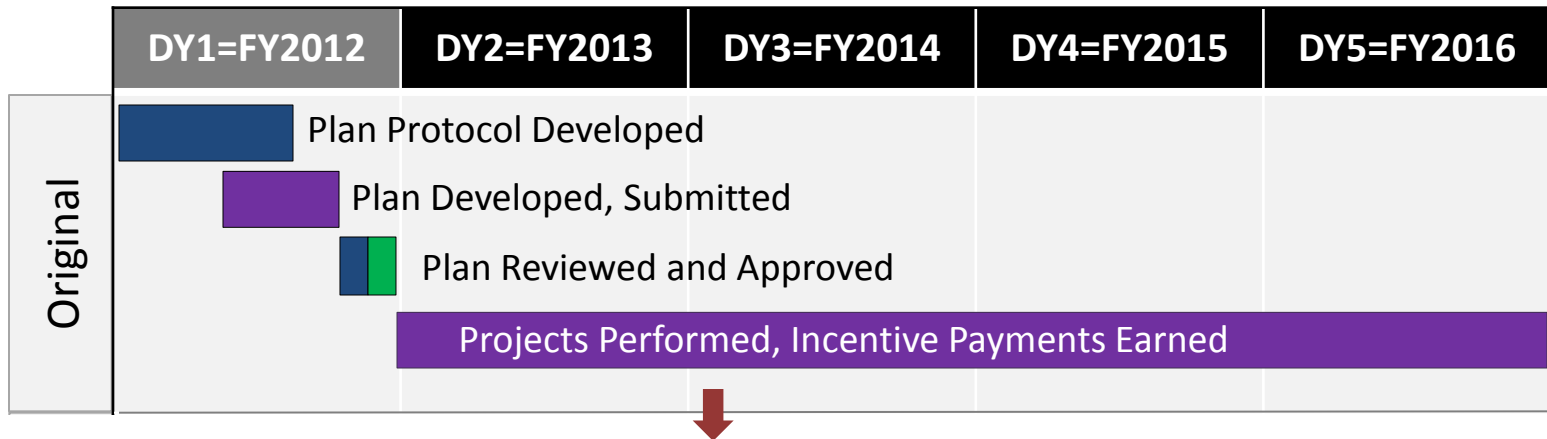 DY1=FY2012 DY2=FY2013 DY3=FY2014 DY4=FY2015 DY5=FY2016
Original
Plan Protocol Developed
Plan Developed, Submitted
Plan Reviewed and Approved
Projects Performed, Incentive Payments Earned